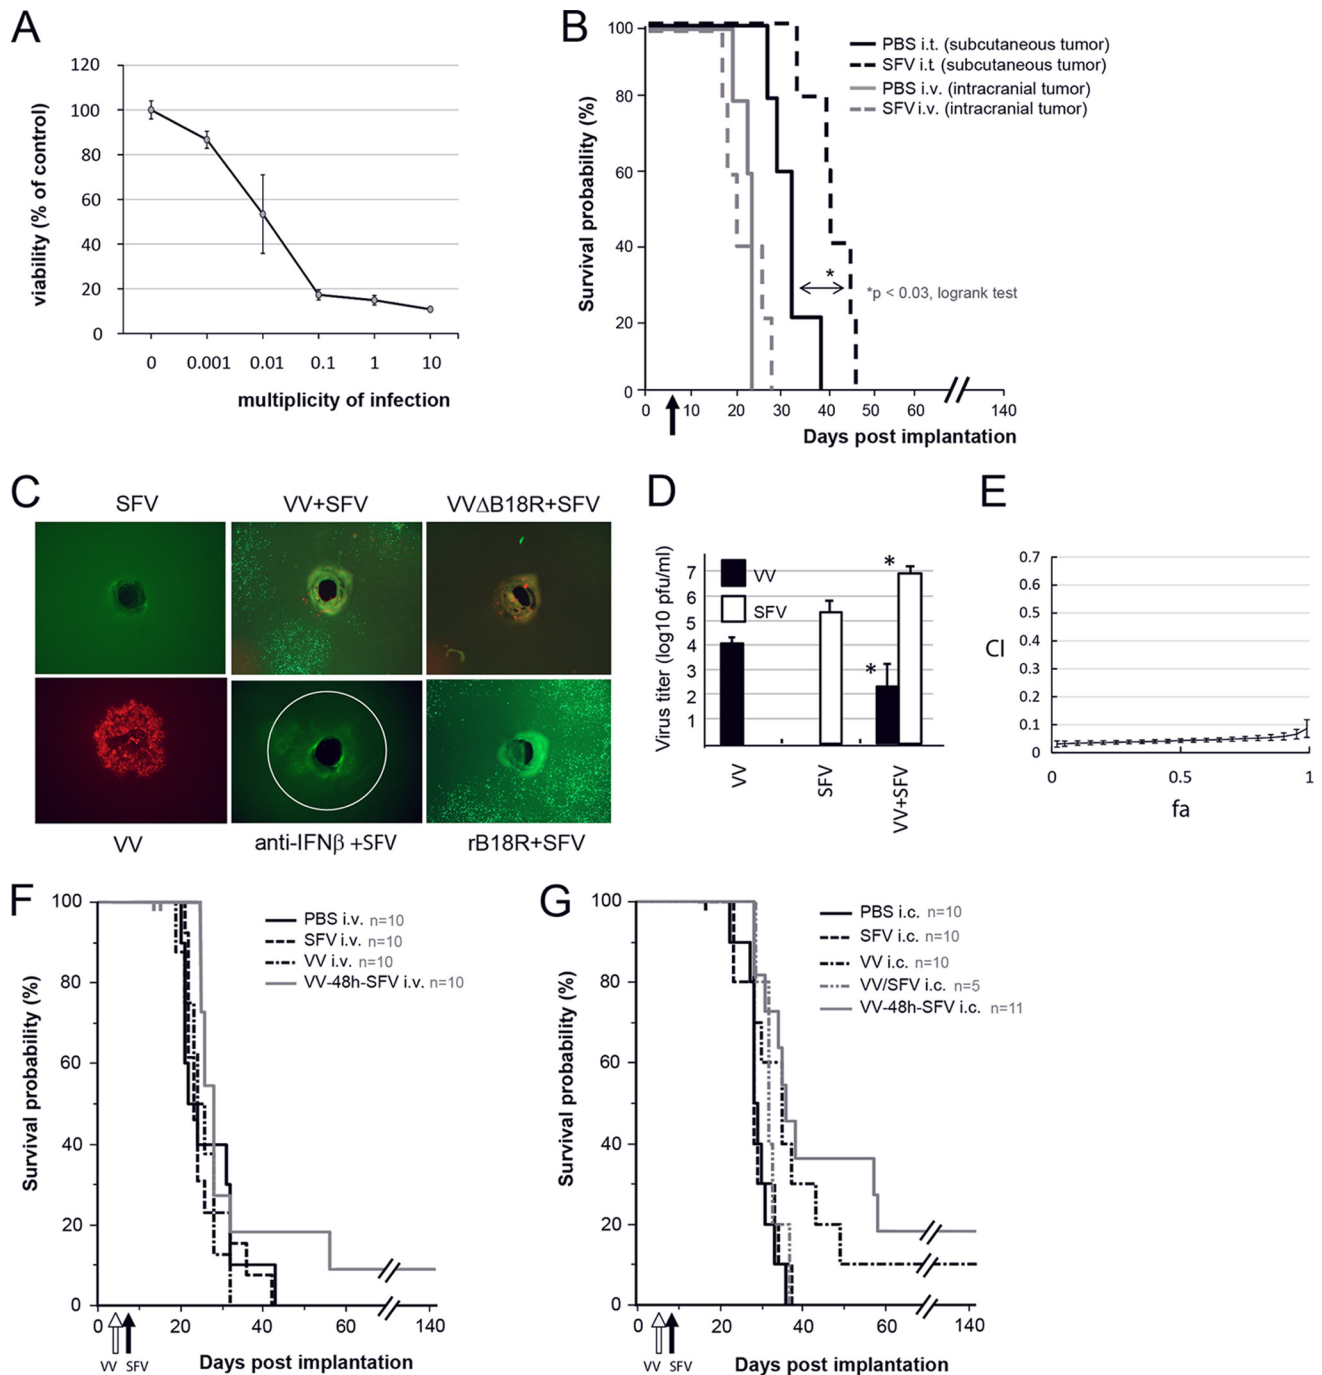 A
120
100
80
60
40
20
0
viability (% of control)
0 0.001 0.01 0.1 1 10
multiplicity of infection
B
100
80
60
40
20
0
Survival probability (%)
PBS i.t. (subcutaneous tumor)
SFV i.t. (subcutaneous tumor)
PBS i.v. (intracranial tumor)
SFV i.v. (intracranial tumor)
*
*p < 0.03, logrank test
0 10 20 30 40 50 60 140
Days post implantation
C
SFV VV+SFV VVΔB18R+SFV
VV anti-IFNβ +SFV rB18R+SFV
D
Virus titer (log10 pfu/ml)
7
6
5
4
3
2
1
VV
SFV
*
*
VV SFV VV+SFV
E
0.7
0.6
0.5
0.4
0.3
0.2
0.1
0
CI
0 0.5 1
fa
F
100
80
60
40
20
0
Survival probability (%)
PBS i.v. n=10
SFV i.v. n=10
VV i.v. n=10
VV-48h-SFV i.v. n=10
0 20 40 60 140
VV SFV
Days post implantation
G
100
80
60
40
20
0
Survival probability (%)
PBS i.c. n=10
SFV i.c. n=10
VV i.c. n=10
VV/SFV i.c. n=5
VV-48h-SFV i.c. n=11
0 20 40 60 140
VV SFV
Days post implantation